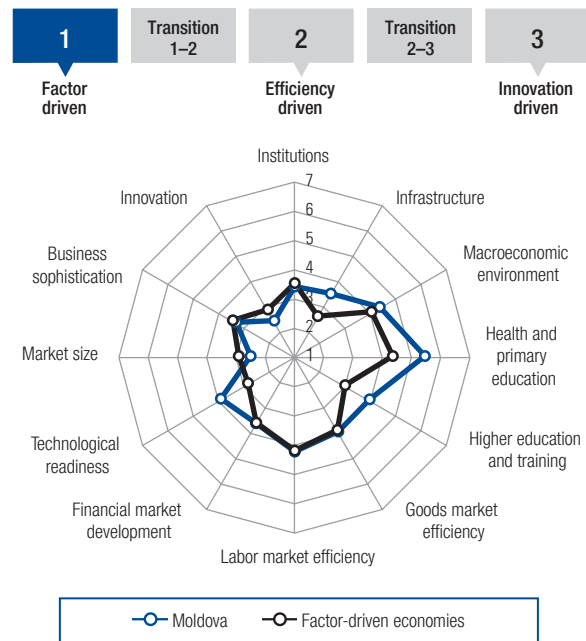 1
Transition
1–2
2
Transition
2–3
3
Factor
driven
Efficiency
driven
Innovation
driven
Institutions
Infrastructure
Macroeconomic
environment
Health and
primary
education
Higher education
and training
Goods market
efficiency
Labor market efficiency
Financial market
development
Technological
readiness
Market size
Business
sophistication
Innovation
7
6
5
4
3
2
1
Moldova
Factor-driven economies